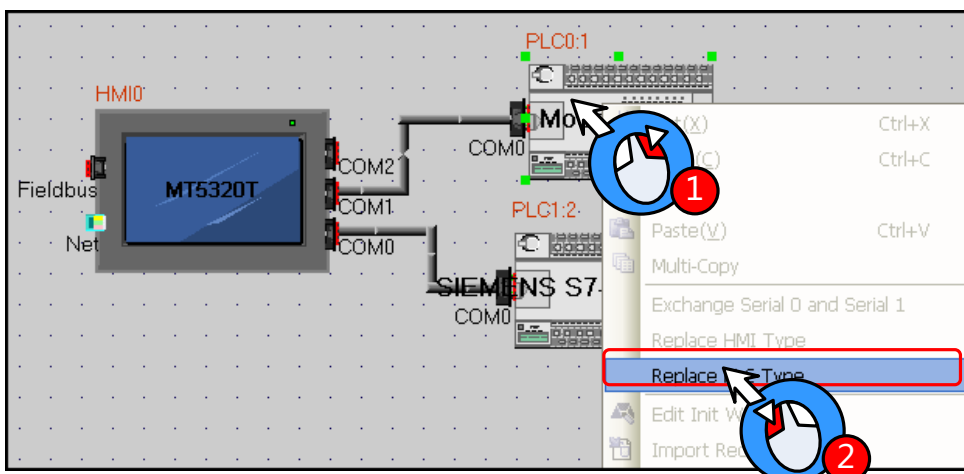 PLC0:1
HMI0
Mo
COM0
COM2
Fieldbus
MT5320T
COM1
Net
COM0
PLC1:2
SIEMENS S7
COM0
(X) Ctrl+X
(C) Ctrl+C
1
Paste(V) Ctrl+V
Multi-Copy
Exchange Serial 0 and Serial 1
Replace HMI Type
Replace Type
Edit Init W
Import Rec
2